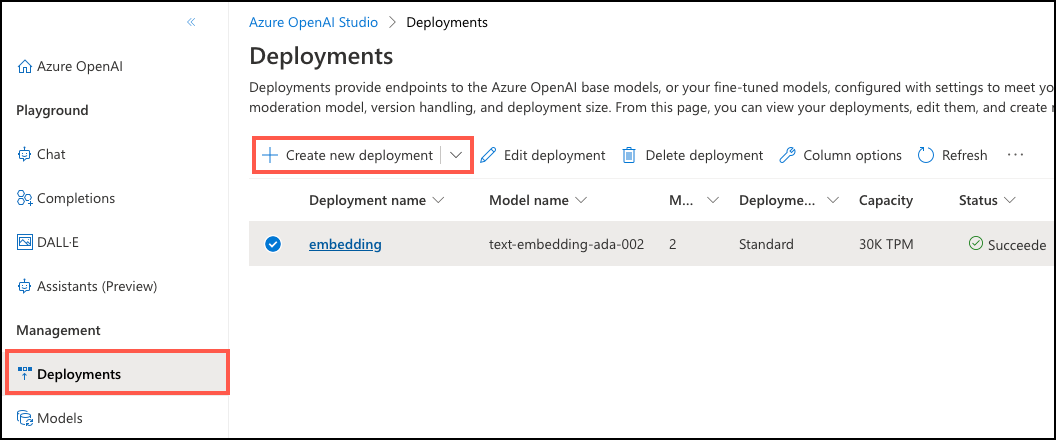 Azure OpenAI
Playground
Chat
Completions
DALL·E
Assistants (Preview)
Management
Deployments
Models
Azure OpenAI Studio > Deployments
Deployments
Deployments provide endpoints to the Azure OpenAI base models, or your fine-tuned models, configured with settings to meet yo
moderation model, version handling, and deployment size. From this page, you can view your deployments, edit them, and create
Create new deployment Edit deployment Delete deployment Column options Refresh ···
Deployment name Model name M... Deployme... Capacity Status
embedding text-embedding-ada-002 2 Standard 30K TPM Succeede